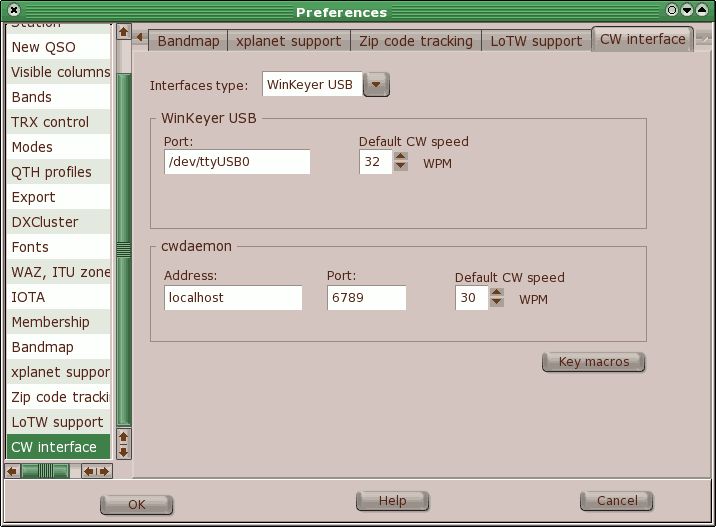 Preferences
Station
New QSO
Visible columns
Bands
TRX control
Modes
QTH profiles
Export
DXCluster
Fonts
WAZ, ITU zone
IOTA
Membership
Bandmap
xplanet suppor
Zip code tracki
LoTW support
CW interface
Bandmap xplanet support Zip code tracking LoTW support CW interface
Interfaces type: WinKeyer USB
WinKeyer USB
Port: Default CW speed
/dev/ttyUSB0 32 WPM
cwdaemon
Address: Port: Default CW speed
localhost 6789 30 WPM
Key macros
OK Help Cancel